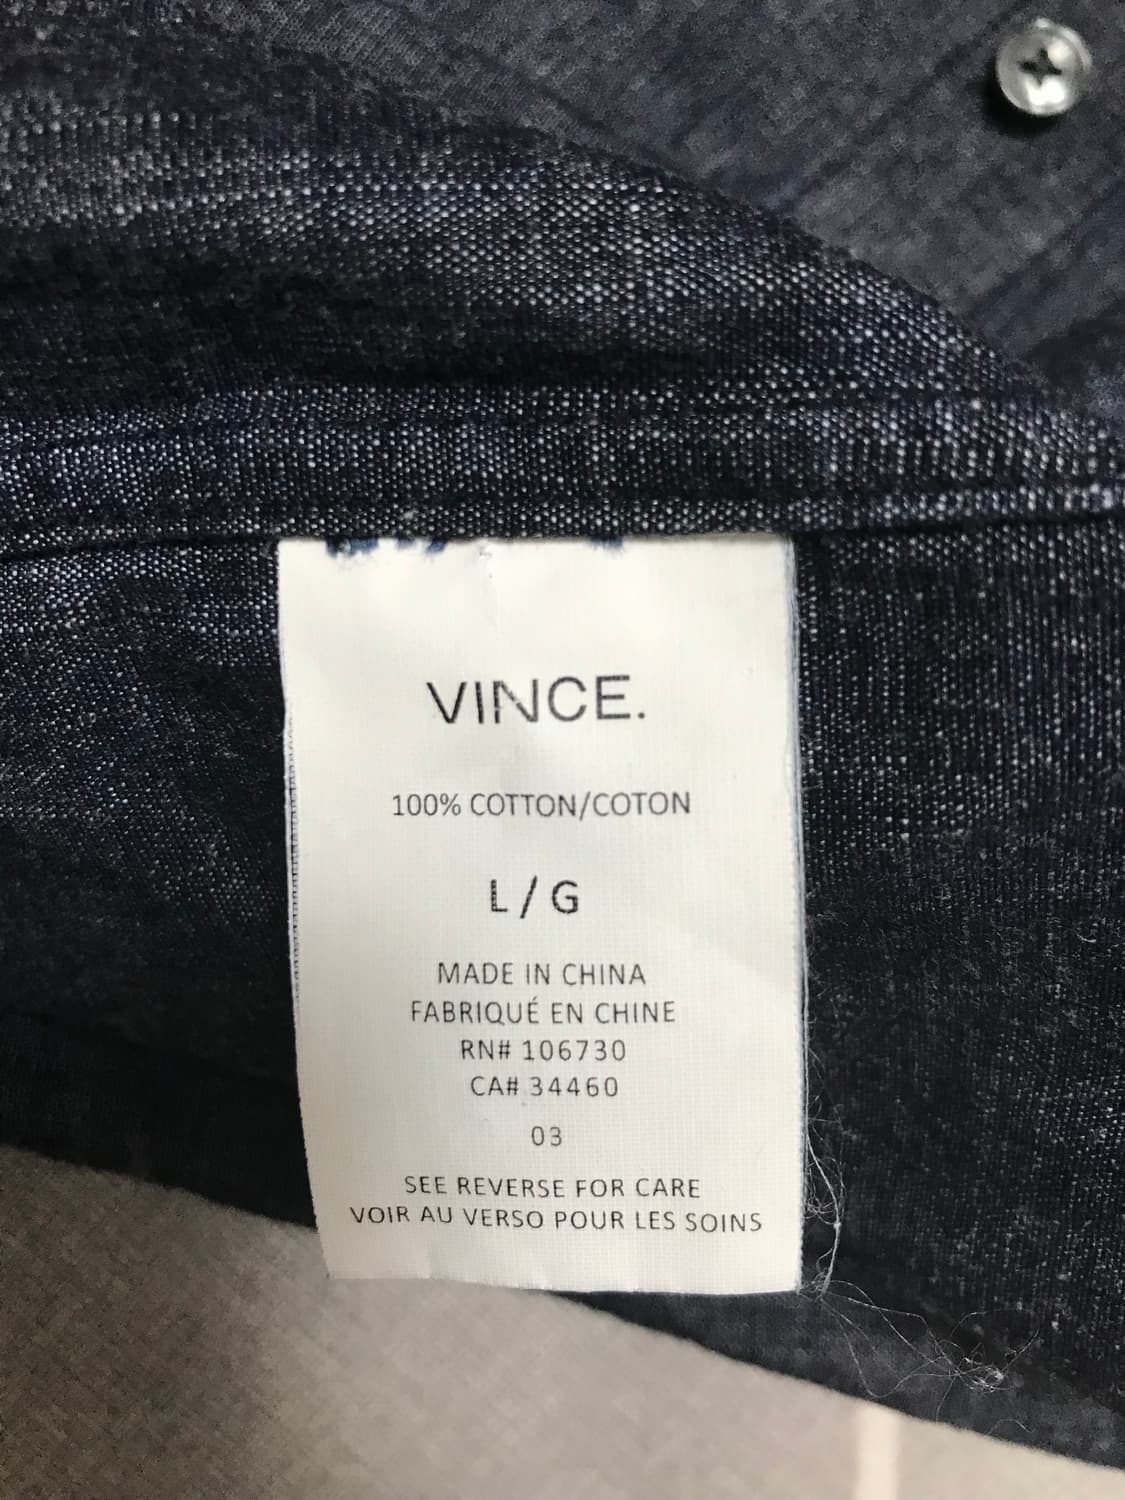 VINCE.
100% COTTON/COTON
L / G
MADE IN CHINA
FABRIQUÉ EN CHINE
RN# 106730
CA# 34460
03
SEE REVERSE FOR CARE
VOIR AU VERSO POUR LES SOINS